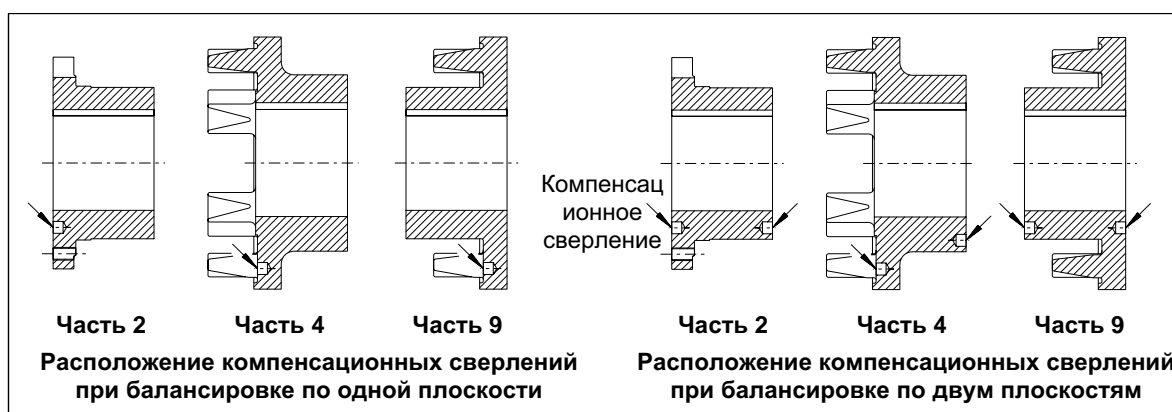 Компенсац
ионное
сверление
Часть 2
Часть 4
Часть 9
Часть 2
Часть 4
Часть 9
Расположение компенсационных сверлений
при балансировке по одной плоскости
Расположение компенсационных сверлений
при балансировке по двум плоскостям